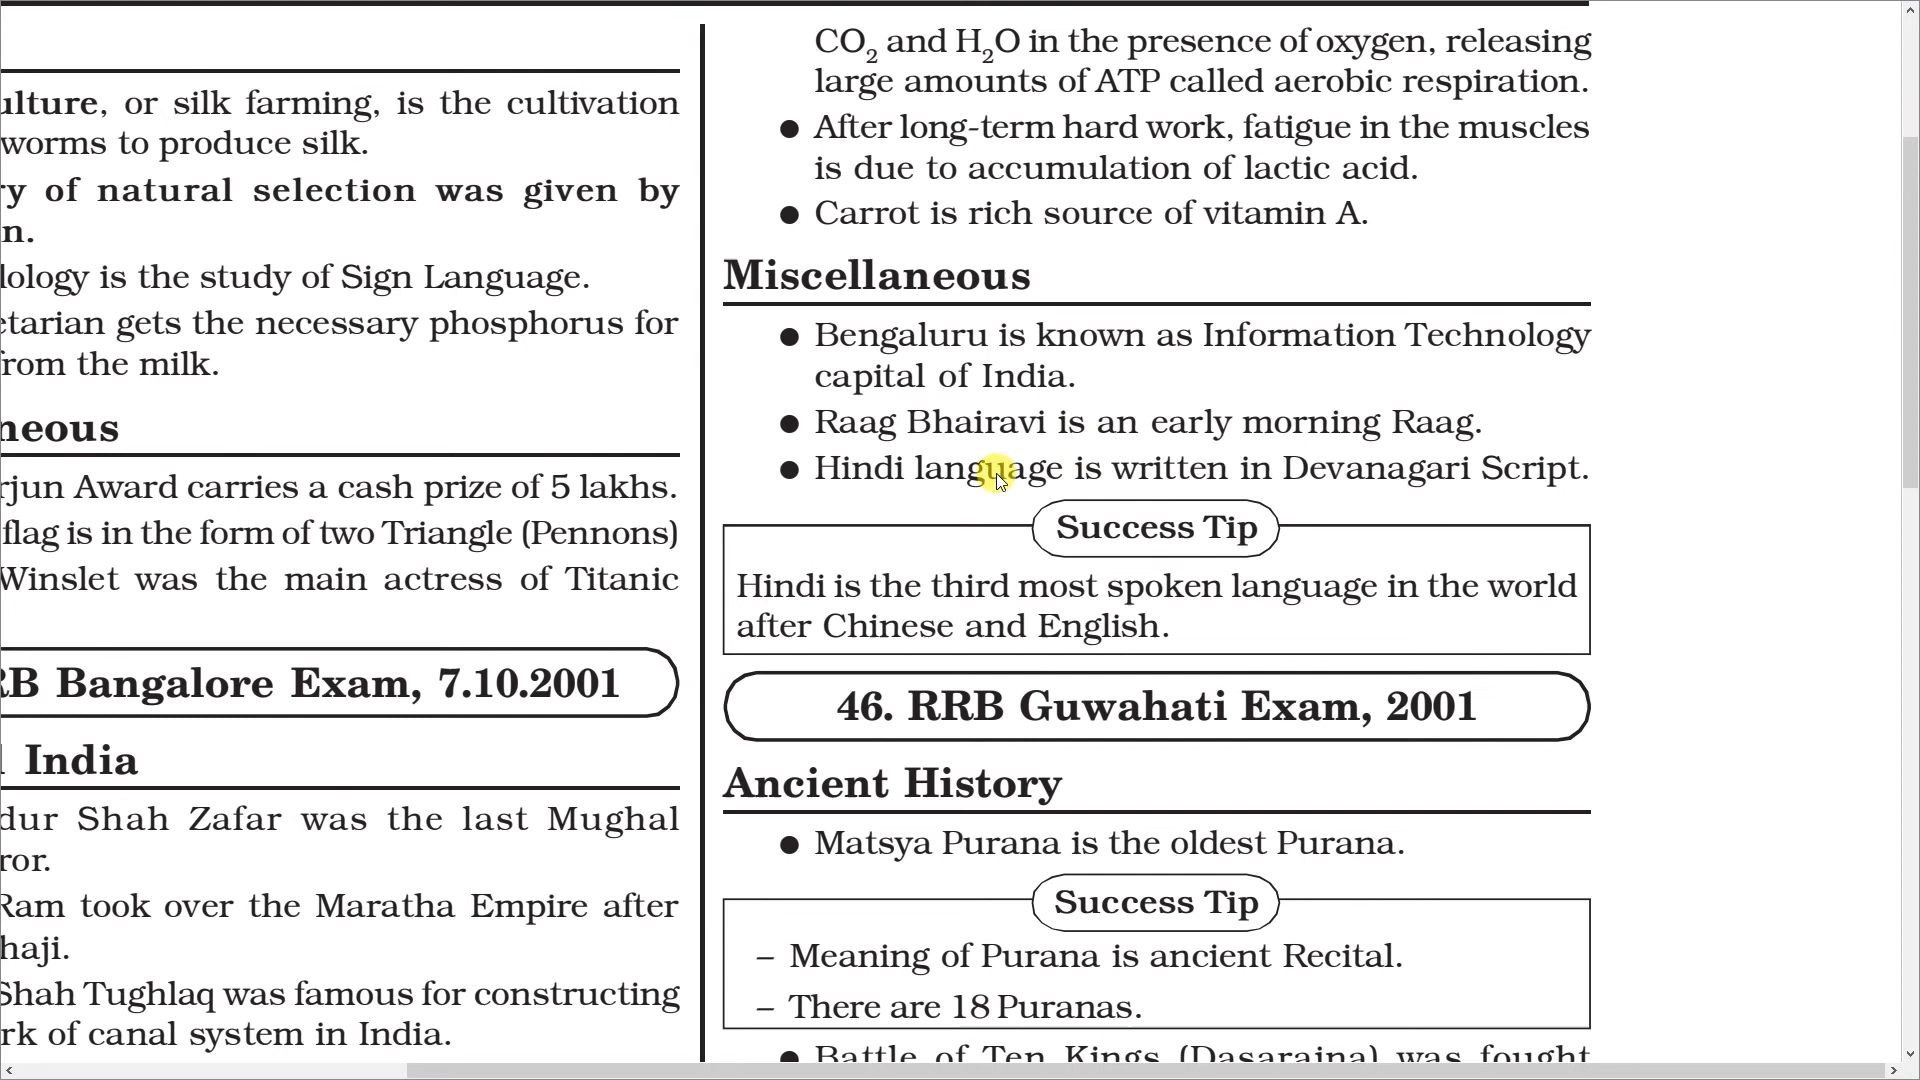 ulture, or silk farming, is the cultivation
worms to produce silk.
ry of natural selection was given by
n.
lology is the study of Sign Language.
etarian gets the necessary phosphorus for
from the milk.
neous
rjun Award carries a cash prize of 5 lakhs.
flag is in the form of two Triangle (Pennons)
Winslet was the main actress of Titanic
RB Bangalore Exam, 7.10.2001
India
dur Shah Zafar was the last Mughal
ror.
Ram took over the Maratha Empire after
haji.
Shah Tughlaq was famous for constructing
rk of canal system in India.
CO₂ and H₂O in the presence of oxygen, releasing
large amounts of ATP called aerobic respiration.
● After long-term hard work, fatigue in the muscles
is due to accumulation of lactic acid.
● Carrot is rich source of vitamin A.
Miscellaneous
● Bengaluru is known as Information Technology
capital of India.
● Raag Bhairavi is an early morning Raag.
● Hindi language is written in Devanagari Script.
Success Tip
Hindi is the third most spoken language in the world
after Chinese and English.
46. RRB Guwahati Exam, 2001
Ancient History
● Matsya Purana is the oldest Purana.
Success Tip
– Meaning of Purana is ancient Recital.
– There are 18 Puranas.
● Battle of Ten Kings (Dasarajna) was fought